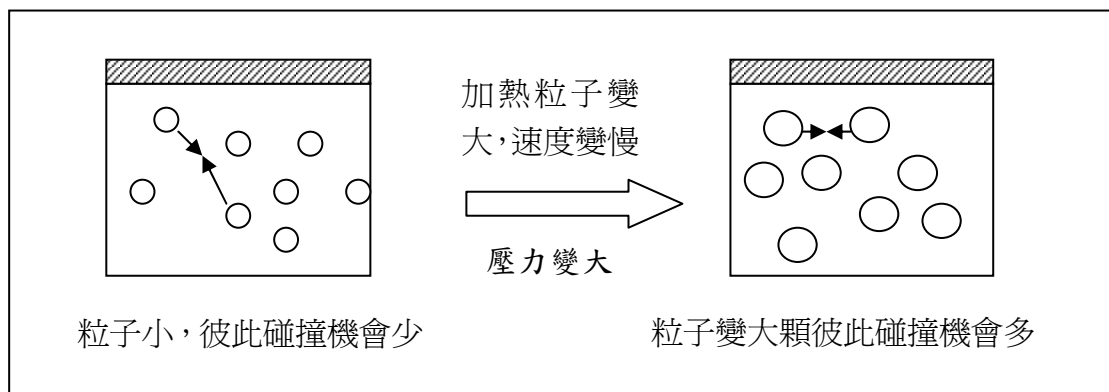 加熱粒子變
大，速度變慢
壓力變大
粒子小，彼此碰撞機會少
粒子變大顆彼此碰撞機會多